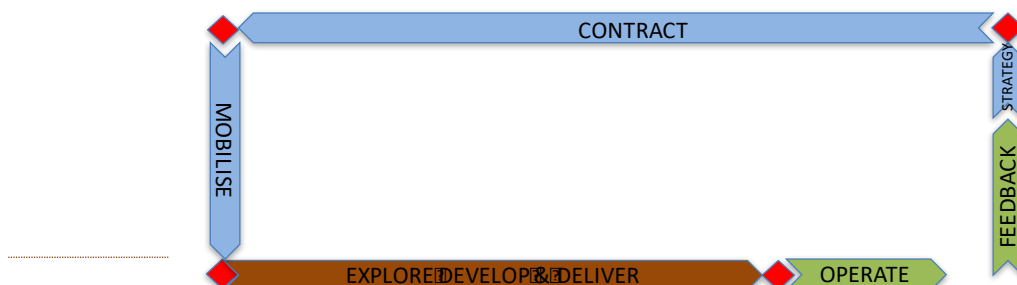 CONTRACT
STRATEGY
MOBILISE
FEEDBACK
EXPLORE DEVELOP & DELIVER
OPERATE